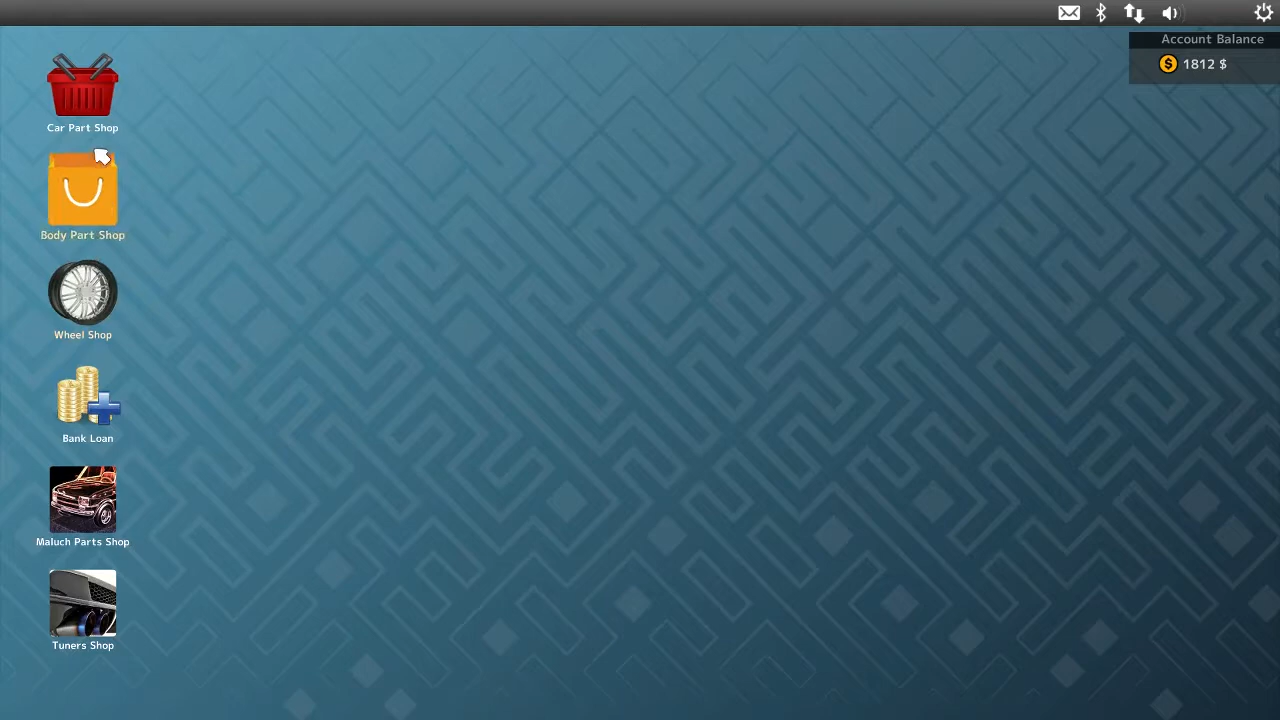 Account Balance
1812 $
Car Part Shop
Body Part Shop
Wheel Shop
Bank Loan
Maluch Parts Shop
Tuners Shop